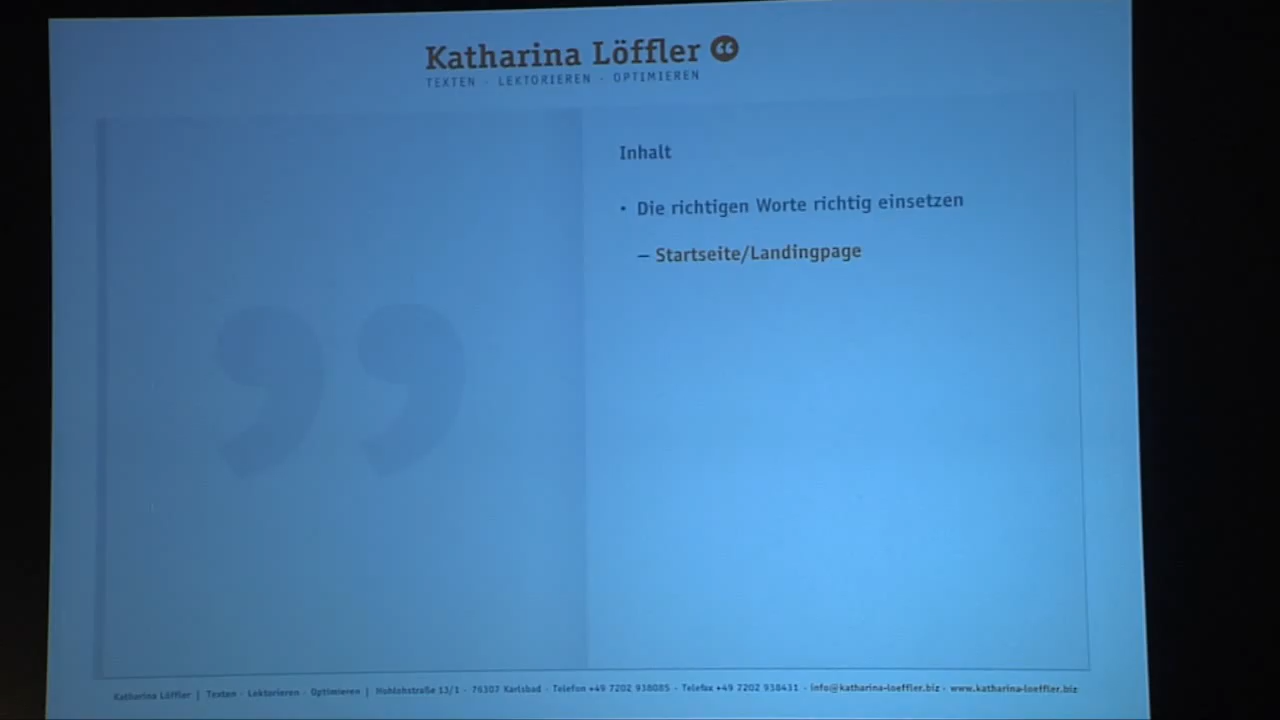 Katharina Löffler
TEXTEN · LEKTORIEREN · OPTIMIEREN
Inhalt
• Die richtigen Worte richtig einsetzen
– Startseite/Landingpage
Katharina Löffler | Texten · Lektorieren · Optimieren | Hohlohstraße 13/1 · 76307 Karlsbad · Telefon +49 7202 938085 · Telefax +49 7202 938431 · info@katharina-loeffler.biz · www.katharina-loeffler.biz